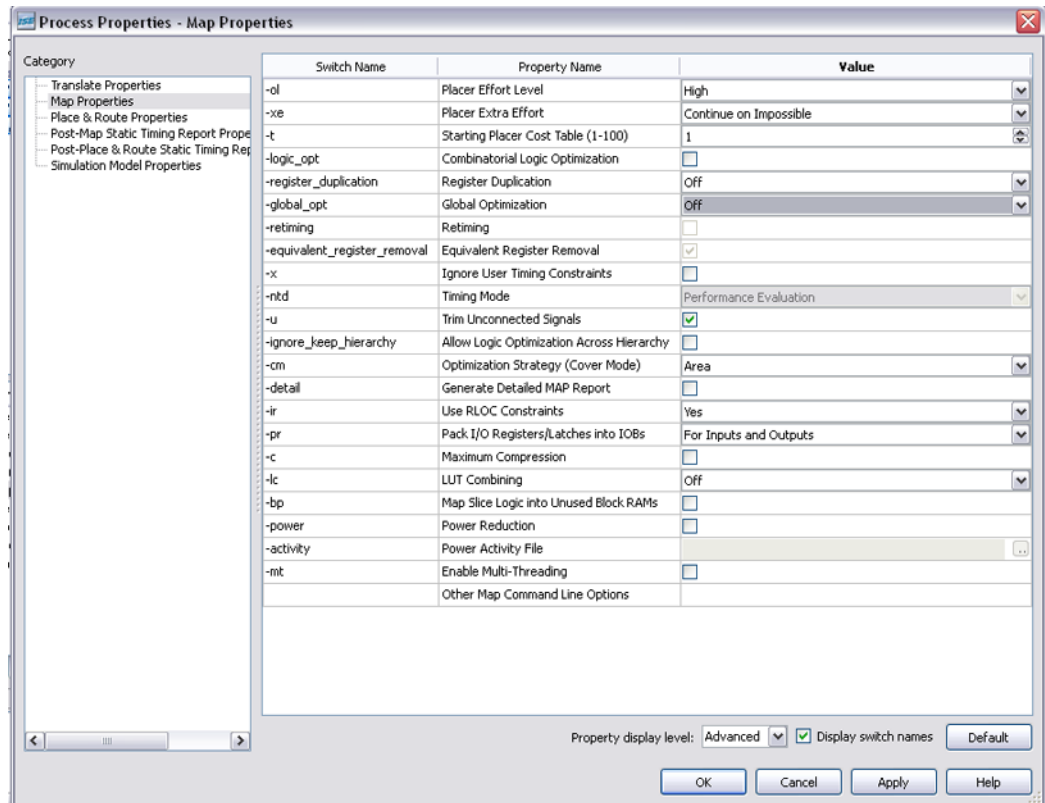 ISE Process Properties - Map Properties
Category
Translate Properties
Map Properties
Place & Route Properties
Post-Map Static Timing Report Prope
Post-Place & Route Static Timing Rep
Simulation Model Properties
Switch Name Property Name Value
-ol Placer Effort Level High
-xe Placer Extra Effort Continue on Impossible
-t Starting Placer Cost Table (1-100) 1
-logic_opt Combinatorial Logic Optimization
-register_duplication Register Duplication Off
-global_opt Global Optimization Off
-retiming Retiming
-equivalent_register_removal Equivalent Register Removal
-x Ignore User Timing Constraints
-ntd Timing Mode Performance Evaluation
-u Trim Unconnected Signals
-ignore_keep_hierarchy Allow Logic Optimization Across Hierarchy
-cm Optimization Strategy (Cover Mode) Area
-detail Generate Detailed MAP Report
-ir Use RLOC Constraints Yes
-pr Pack I/O Registers/Latches into IOBs For Inputs and Outputs
-c Maximum Compression
-lc LUT Combining Off
-bp Map Slice Logic into Unused Block RAMs
-power Power Reduction
-activity Power Activity File ..
-mt Enable Multi-Threading
Other Map Command Line Options
Property display level: Advanced Display switch names Default
OK Cancel Apply Help